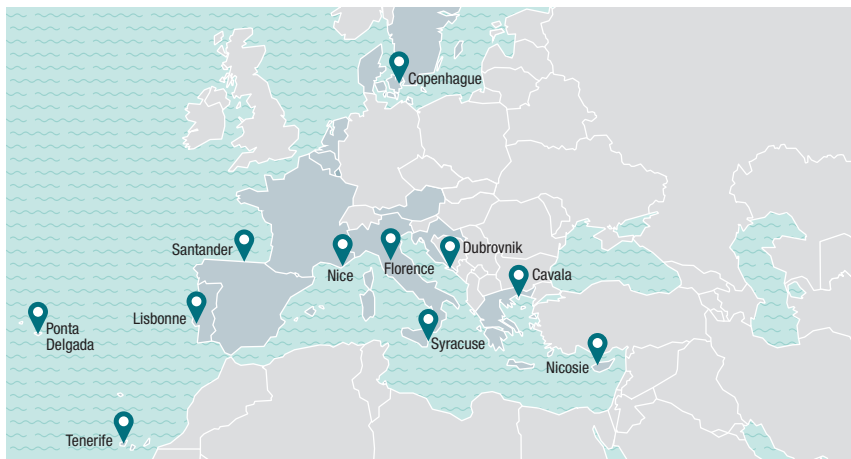 Copenhague
Santander
Dubrovnik
Nice
Florence
Cavala
Lisbonne
Ponta
Delgada
Syracuse
Nicosie
Tenerife